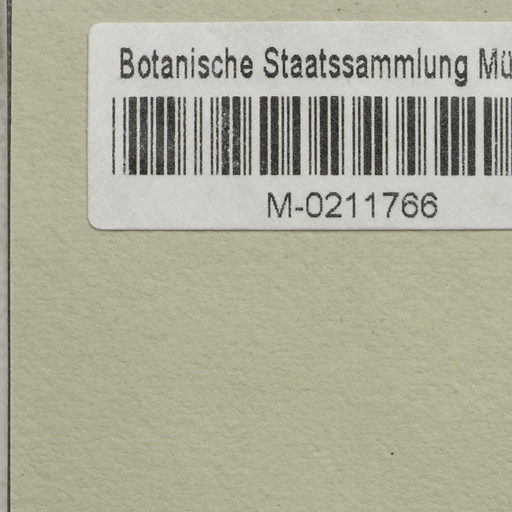 Botanische Staatssammlung Mü
M-0211766